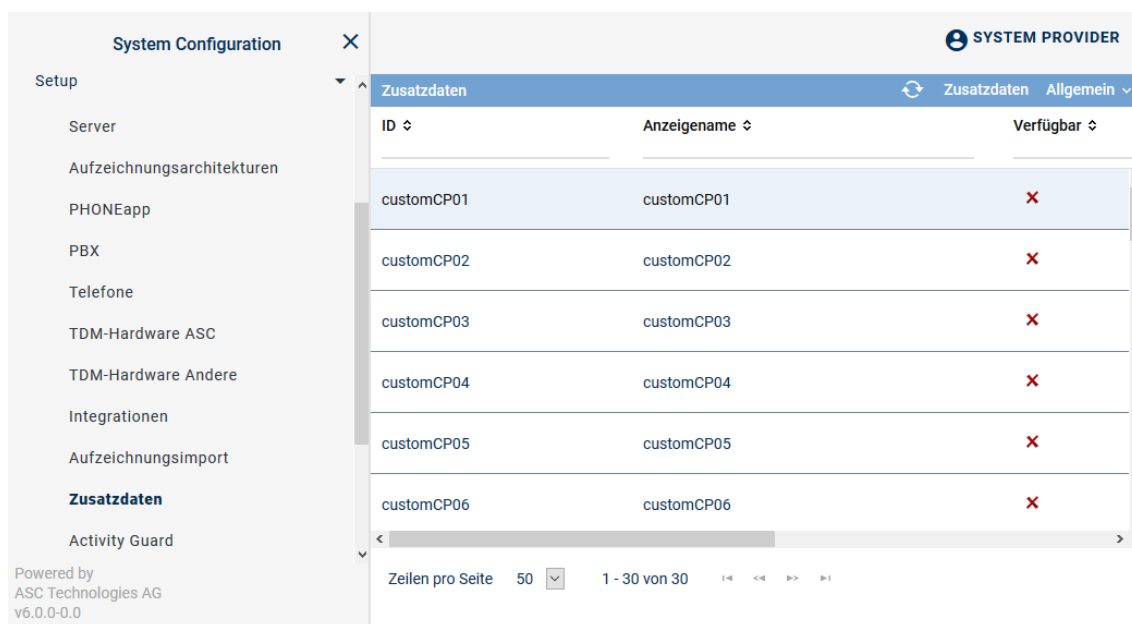 System Configuration
SYSTEM PROVIDER
Setup
Server
Aufzeichnungsarchitekturen
PHONEapp
PBX
Telefone
TDM-Hardware ASC
TDM-Hardware Andere
Integrationen
Aufzeichnungsimport
Zusatzdaten
Activity Guard
Powered by
ASC Technologies AG
v6.0.0-0.0
Zusatzdaten Zusatzdaten Allgemein
ID Anzeigename Verfügbar
customCP01 customCP01
customCP02 customCP02
customCP03 customCP03
customCP04 customCP04
customCP05 customCP05
customCP06 customCP06
Zeilen pro Seite 50 1 - 30 von 30